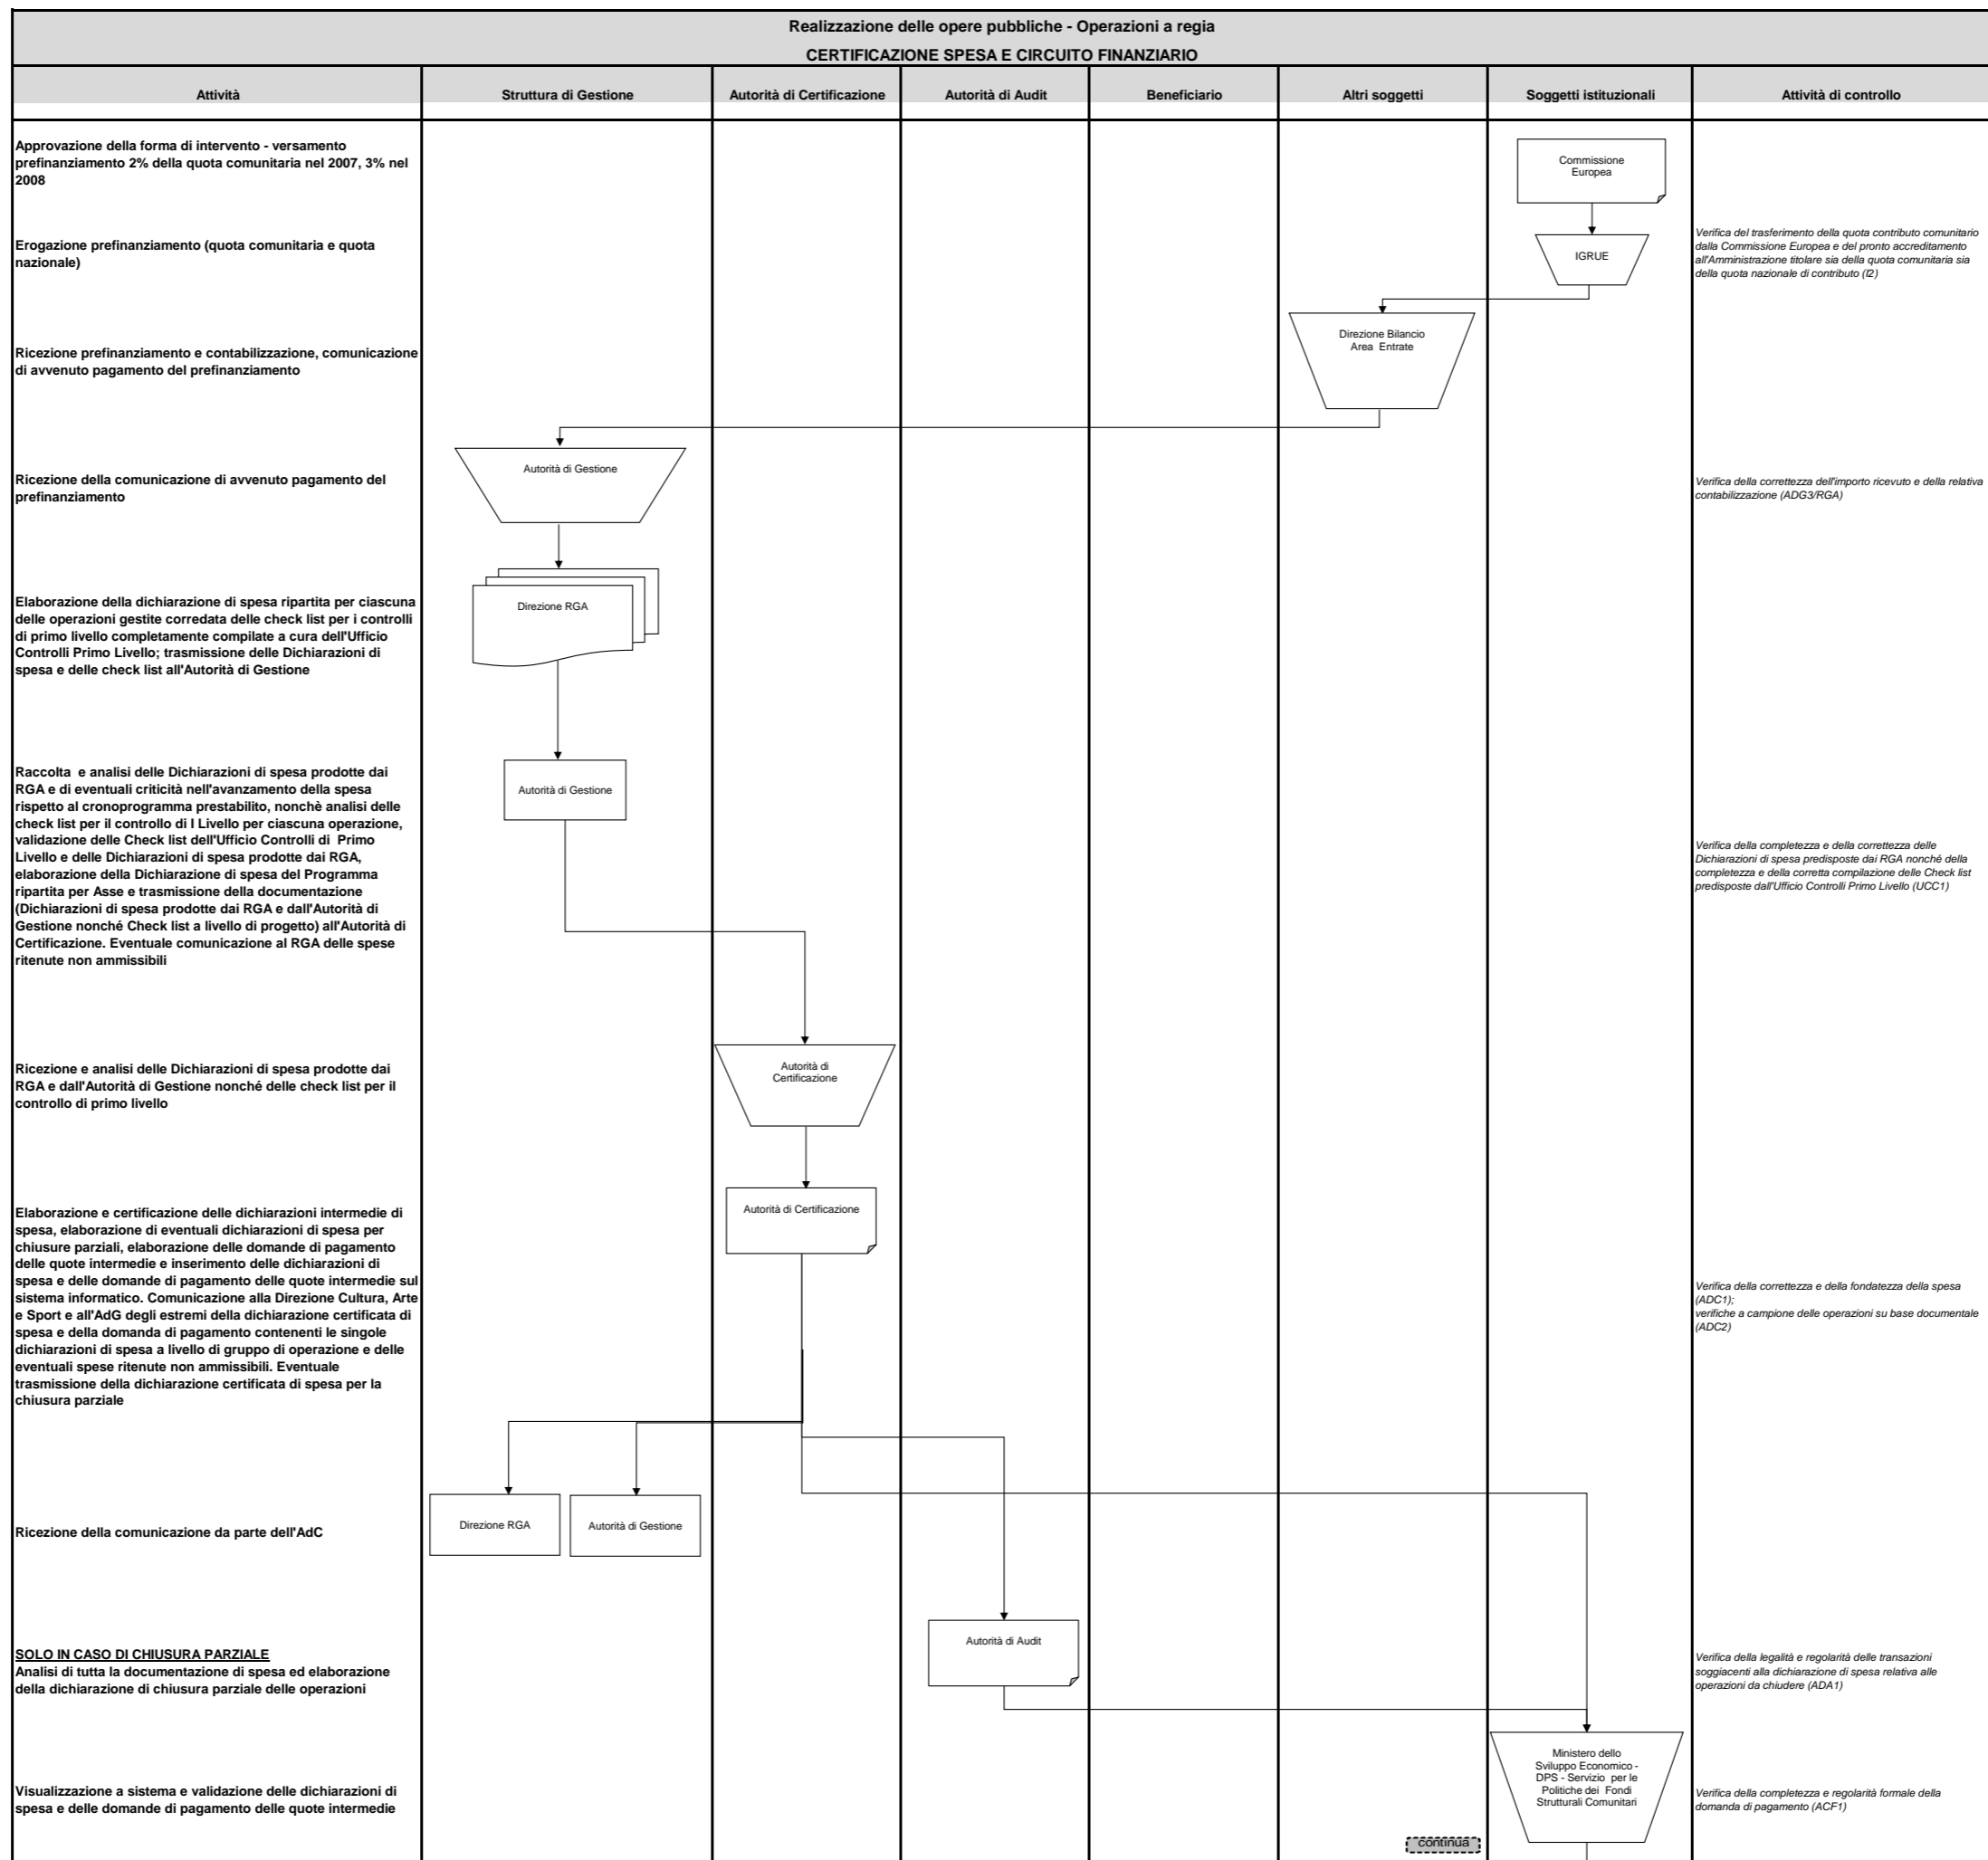 Realizzazione delle opere pubbliche - Operazioni a regia
CERTIFICAZIONE SPESA E CIRCUITO FINANZIARIO
Attività
Struttura di Gestione
Autorità di Certificazione
Autorità di Audit
Beneficiario
Altri soggetti
Soggetti istituzionali
Attività di controllo
Approvazione della forma di intervento - versamento
prefinanziamento 2% della quota comunitaria nel 2007, 3% nel
2008
Commissione
Europea
Erogazione prefinanziamento (quota comunitaria e quota
nazionale)
IGRUE
Verifica del trasferimento della quota contributo comunitario
dalla Commissione Europea e del pronto accreditamento
all'Amministrazione titolare sia della quota comunitaria sia
della quota nazionale di contributo (I2)
Ricezione prefinanziamento e contabilizzazione, comunicazione
di avvenuto pagamento del prefinanziamento
Direzione Bilancio
Area Entrate
Ricezione della comunicazione di avvenuto pagamento del
prefinanziamento
Autorità di Gestione
Verifica della correttezza dell'importo ricevuto e della relativa
contabilizzazione (ADG3/RGA)
Elaborazione della dichiarazione di spesa ripartita per ciascuna
delle operazioni gestite corredata delle check list per i controlli
di primo livello completamente compilate a cura dell'Ufficio
Controlli Primo Livello; trasmissione delle Dichiarazioni di
spesa e delle check list all'Autorità di Gestione
Direzione RGA
Raccolta e analisi delle Dichiarazioni di spesa prodotte dai
RGA e di eventuali criticità nell'avanzamento della spesa
rispetto al cronoprogramma prestabilito, nonchè analisi delle
check list per il controllo di I Livello per ciascuna operazione,
validazione delle Check list dell'Ufficio Controlli di Primo
Livello e delle Dichiarazioni di spesa prodotte dai RGA,
elaborazione della Dichiarazione di spesa del Programma
ripartita per Asse e trasmissione della documentazione
(Dichiarazioni di spesa prodotte dai RGA e dall'Autorità di
Gestione nonché Check list a livello di progetto) all'Autorità di
Certificazione. Eventuale comunicazione al RGA delle spese
ritenute non ammissibili
Autorità di Gestione
Verifica della completezza e della correttezza delle
Dichiarazioni di spesa predisposte dai RGA nonché della
completezza e della corretta compilazione delle Check list
predisposte dall'Ufficio Controlli Primo Livello (UCC1)
Ricezione e analisi delle Dichiarazioni di spesa prodotte dai
RGA e dall'Autorità di Gestione nonché delle check list per il
controllo di primo livello
Autorità di
Certificazione
Elaborazione e certificazione delle dichiarazioni intermedie di
spesa, elaborazione di eventuali dichiarazioni di spesa per
chiusure parziali, elaborazione delle domande di pagamento
delle quote intermedie e inserimento delle dichiarazioni di
spesa e delle domande di pagamento delle quote intermedie sul
sistema informatico. Comunicazione alla Direzione Cultura, Arte
e Sport e all'AdG degli estremi della dichiarazione certificata di
spesa e della domanda di pagamento contenenti le singole
dichiarazioni di spesa a livello di gruppo di operazione e delle
eventuali spese ritenute non ammissibili. Eventuale
trasmissione della dichiarazione certificata di spesa per la
chiusura parziale
Autorità di Certificazione
Verifica della correttezza e della fondatezza della spesa
(ADC1);
verifiche a campione delle operazioni su base documentale
(ADC2)
Ricezione della comunicazione da parte dell'AdC
Direzione RGA
Autorità di Gestione
SOLO IN CASO DI CHIUSURA PARZIALE
Analisi di tutta la documentazione di spesa ed elaborazione
della dichiarazione di chiusura parziale delle operazioni
Autorità di Audit
Verifica della legalità e regolarità delle transazioni
soggiacenti alla dichiarazione di spesa relativa alle
operazioni da chiudere (ADA1)
Visualizzazione a sistema e validazione delle dichiarazioni di
spesa e delle domande di pagamento delle quote intermedie
Ministero dello
Sviluppo Economico -
DPS - Servizio per le
Politiche dei Fondi
Strutturali Comunitari
Verifica della completezza e regolarità formale della
domanda di pagamento (ACF1)
continua